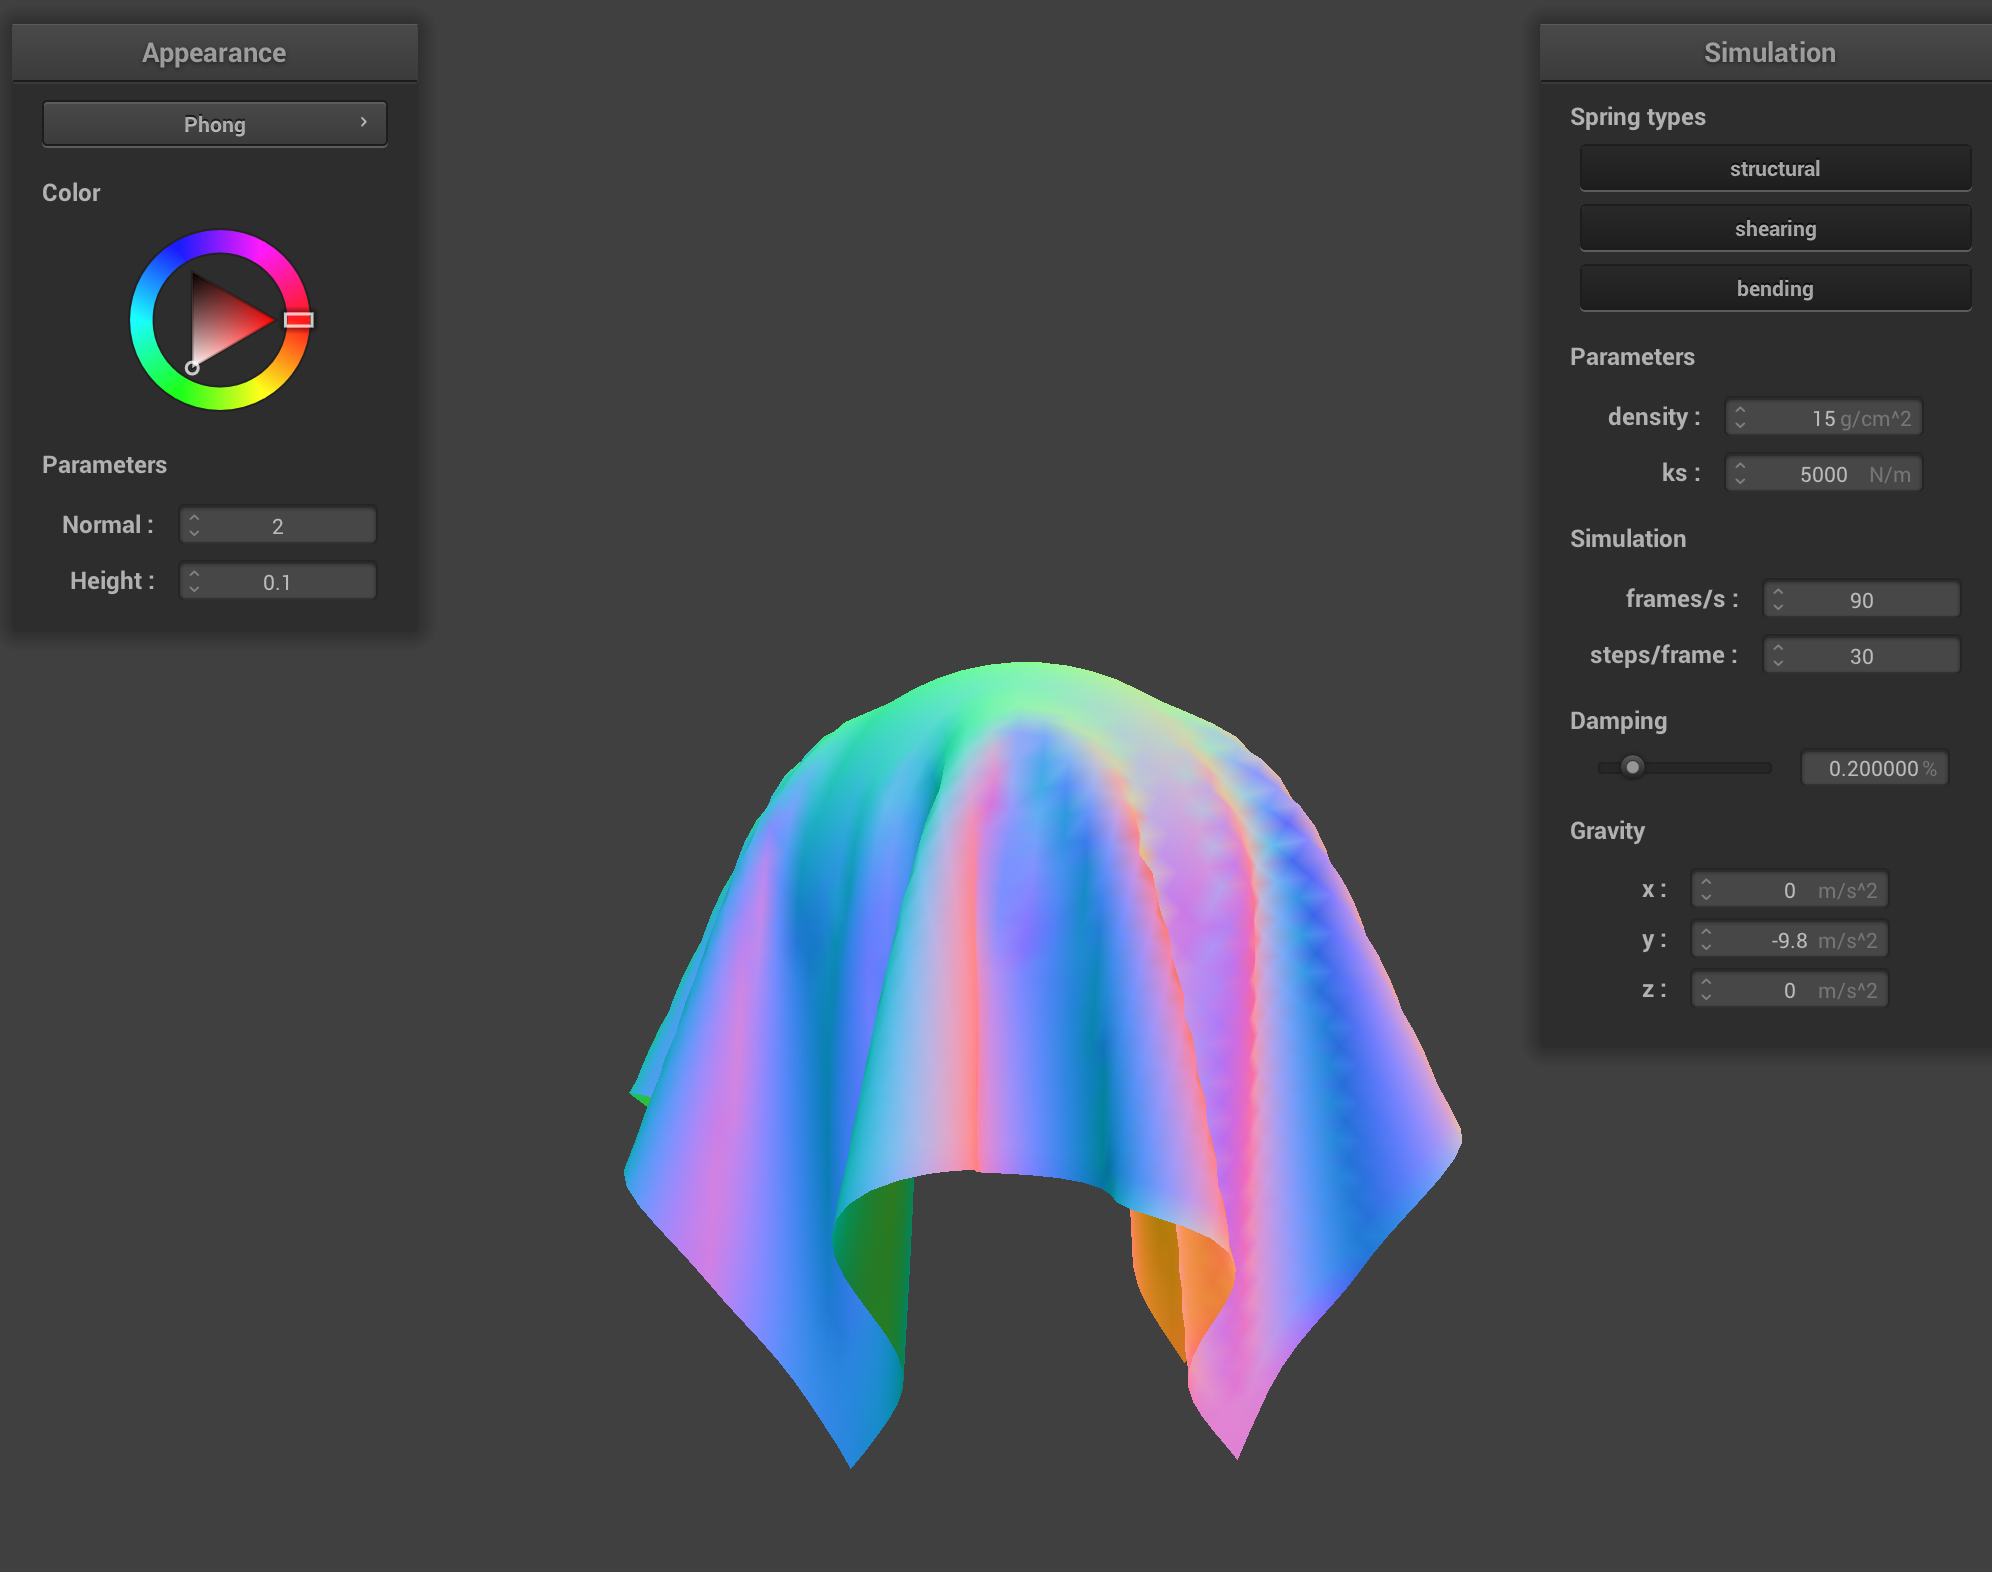 Appearance
Phong
Color
Parameters
Normal : 2
Height : 0.1
Simulation
Spring types
structural
shearing
bending
Parameters
density : 15 g/cm^2
ks : 5000 N/m
Simulation
frames/s : 90
steps/frame : 30
Damping
0.200000 %
Gravity
x : 0 m/s^2
y : -9.8 m/s^2
z : 0 m/s^2